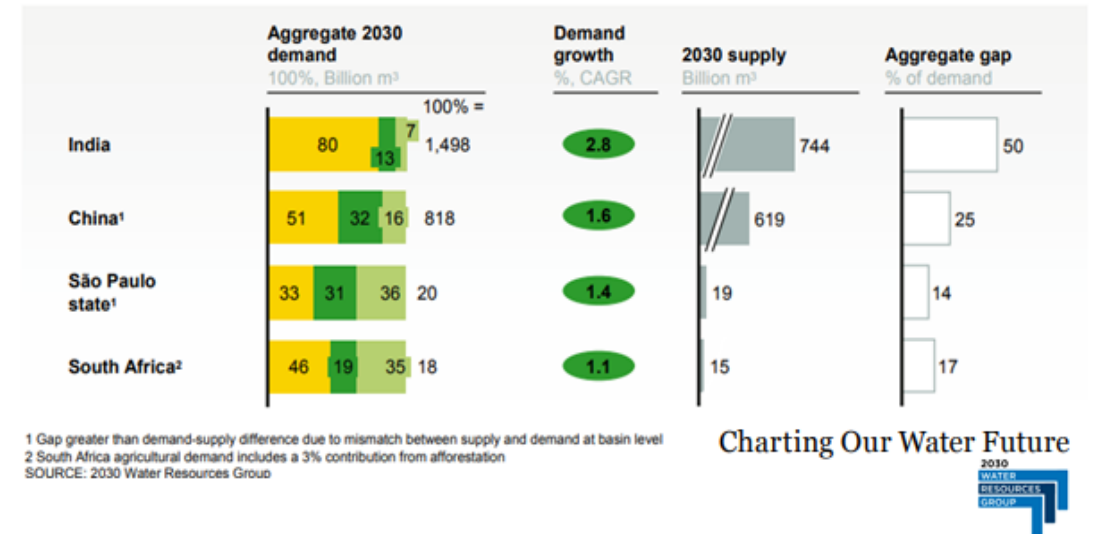 Aggregate 2030
demand
100%, Billion m³
Demand
growth
%, CAGR
2030 supply
Billion m³
Aggregate gap
% of demand
100% =
India
80
13
7
1,498
2.8
744
50
China¹
51
32
16
818
1.6
619
25
São Paulo
state¹
33
31
36
20
1.4
19
14
South Africa²
46
19
35
18
1.1
15
17
1 Gap greater than demand-supply difference due to mismatch between supply and demand at basin level
2 South Africa agricultural demand includes a 3% contribution from afforestation
SOURCE: 2030 Water Resources Group
Charting Our Water Future
2030
WATER
RESOURCES
GROUP